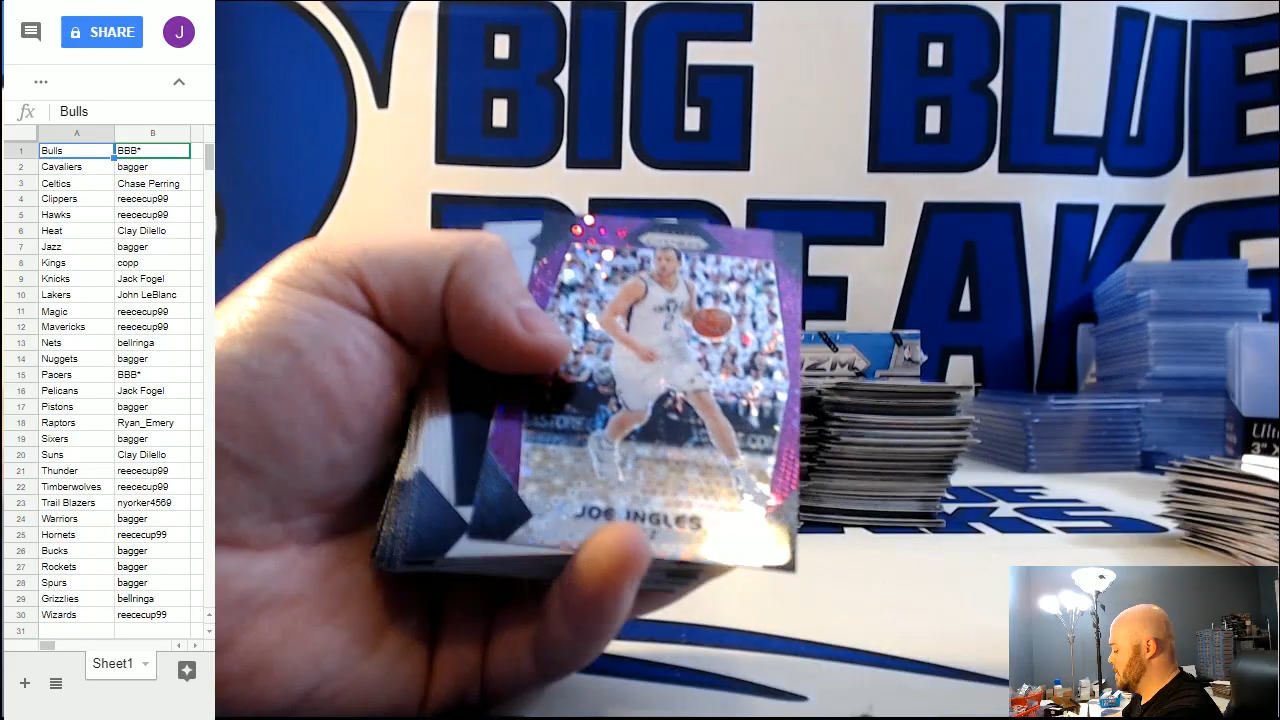 SHARE
J
...
fx Bulls
A B
1 Bulls BBB*
2 Cavaliers bagger
3 Celtics Chase Perring
4 Clippers reececup99
5 Hawks reececup99
6 Heat Clay Dilello
7 Jazz bagger
8 Kings copp
9 Knicks Jack Fogel
10 Lakers John LeBlanc
11 Magic reececup99
12 Mavericks reececup99
13 Nets bellringa
14 Nuggets bagger
15 Pacers BBB*
16 Pelicans Jack Fogel
17 Pistons bagger
18 Raptors Ryan_Emery
19 Sixers bagger
20 Suns Clay Dilello
21 Thunder reececup99
22 Timberwolves reececup99
23 Trail Blazers nyorker4569
24 Warriors bagger
25 Hornets reececup99
26 Bucks bagger
27 Rockets bagger
28 Spurs bagger
29 Grizzlies bellringa
30 Wizards reececup99
31
Sheet1
BIG BLUE
BREAKS
JOE INGLES
2